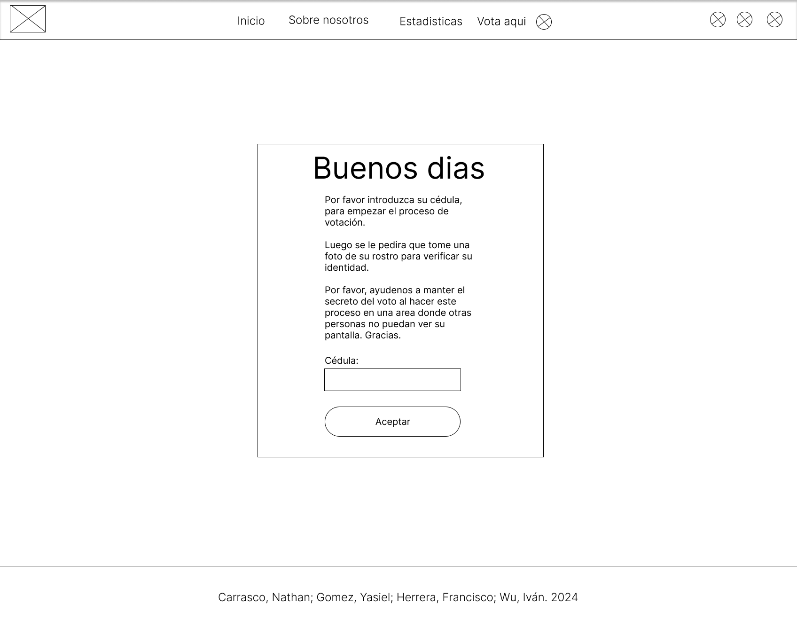 Inicio Sobre nosotros Estadisticas Vota aqui
Buenos dias
Por favor introduzca su cédula,
para empezar el proceso de
votación.
Luego se le pedira que tome una
foto de su rostro para verificar su
identidad.
Por favor, ayudenos a manter el
secreto del voto al hacer este
proceso en una area donde otras
personas no puedan ver su
pantalla. Gracias.
Cédula:
Aceptar
Carrasco, Nathan; Gomez, Yasiel; Herrera, Francisco; Wu, Iván. 2024